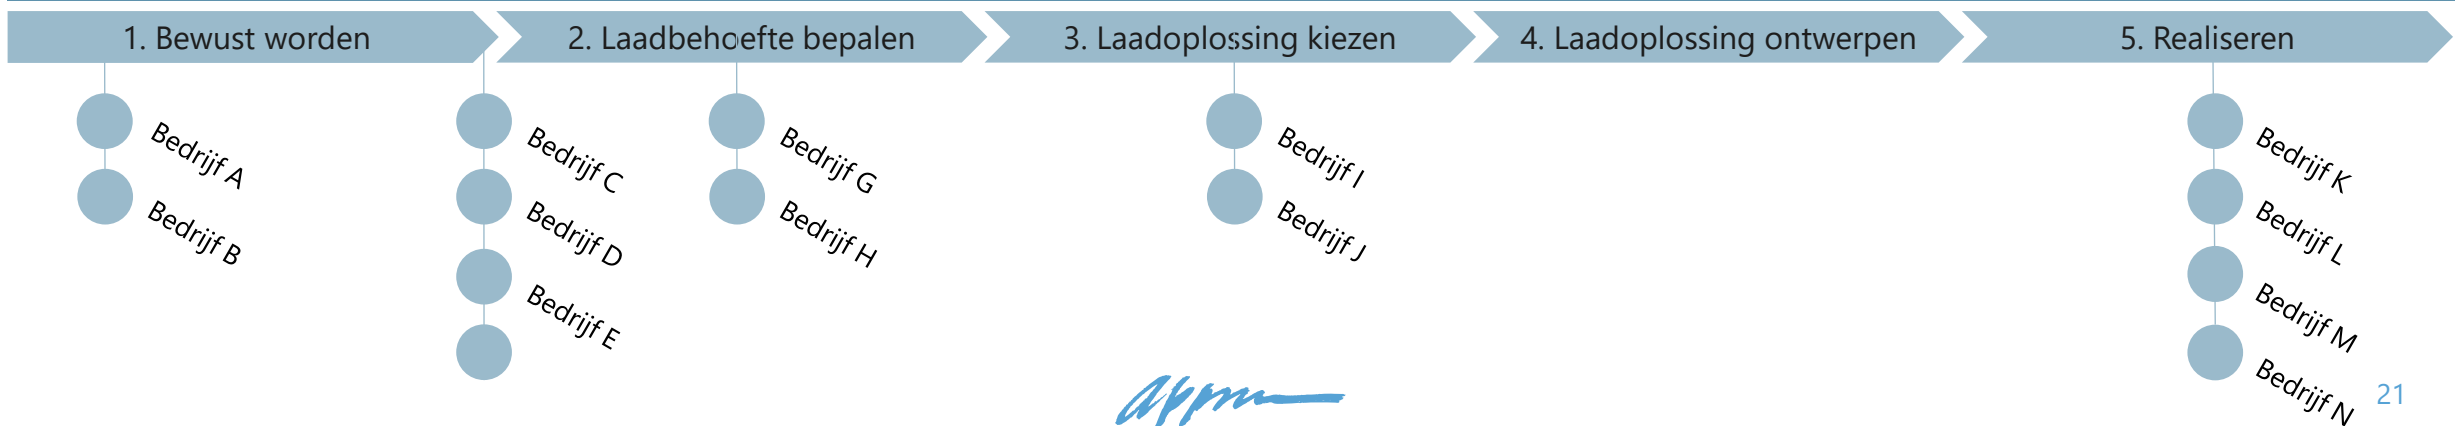 1. Bewust worden
2. Laadbehoefte bepalen
3. Laadoplossing kiezen
4. Laadoplossing ontwerpen
5. Realiseren
Bedrijf A
Bedrijf B
Bedrijf C
Bedrijf D
Bedrijf E
Bedrijf G
Bedrijf H
Bedrijf I
Bedrijf J
Bedrijf K
Bedrijf L
Bedrijf M
Bedrijf N
appm
21